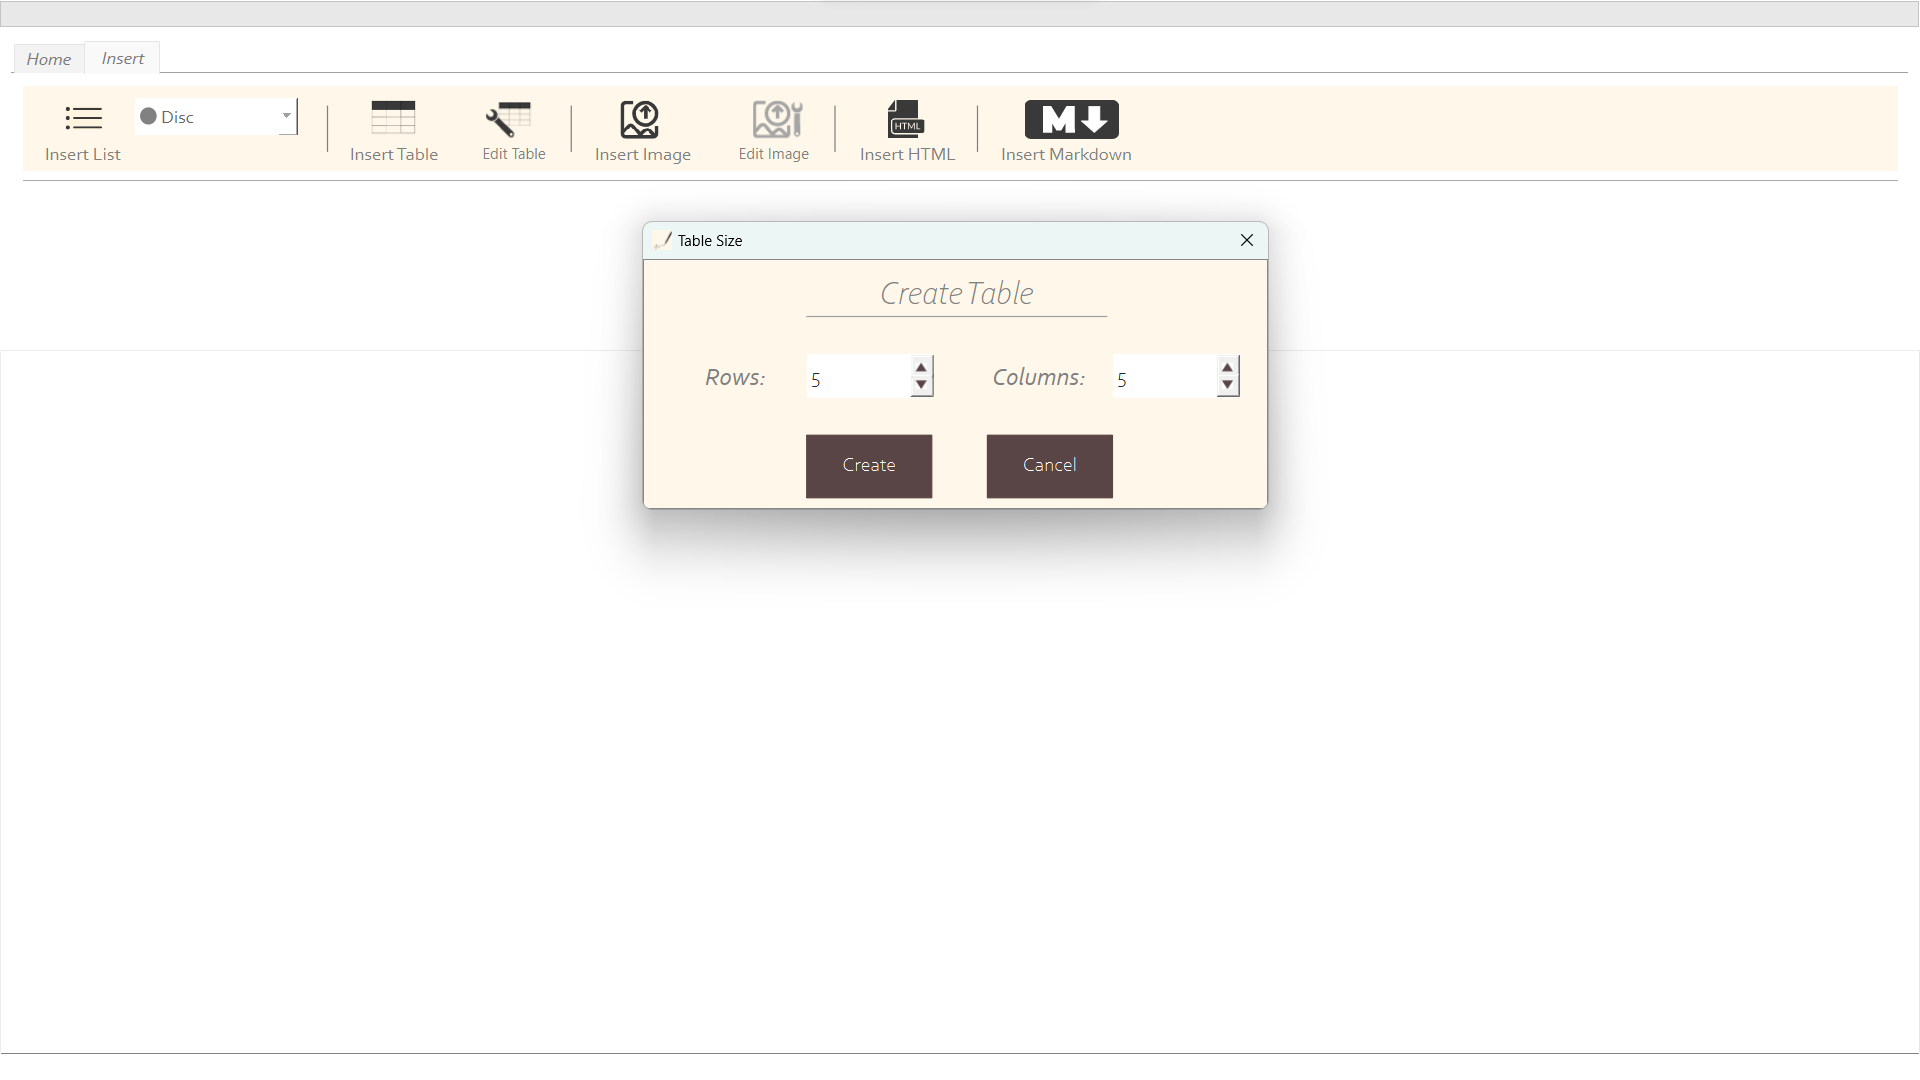 Home Insert
Disc
HTML
M
Insert List Insert Table Edit Table Insert Image Edit Image Insert HTML Insert Markdown
Table Size
Create Table
Rows: 5 Columns: 5
Create Cancel